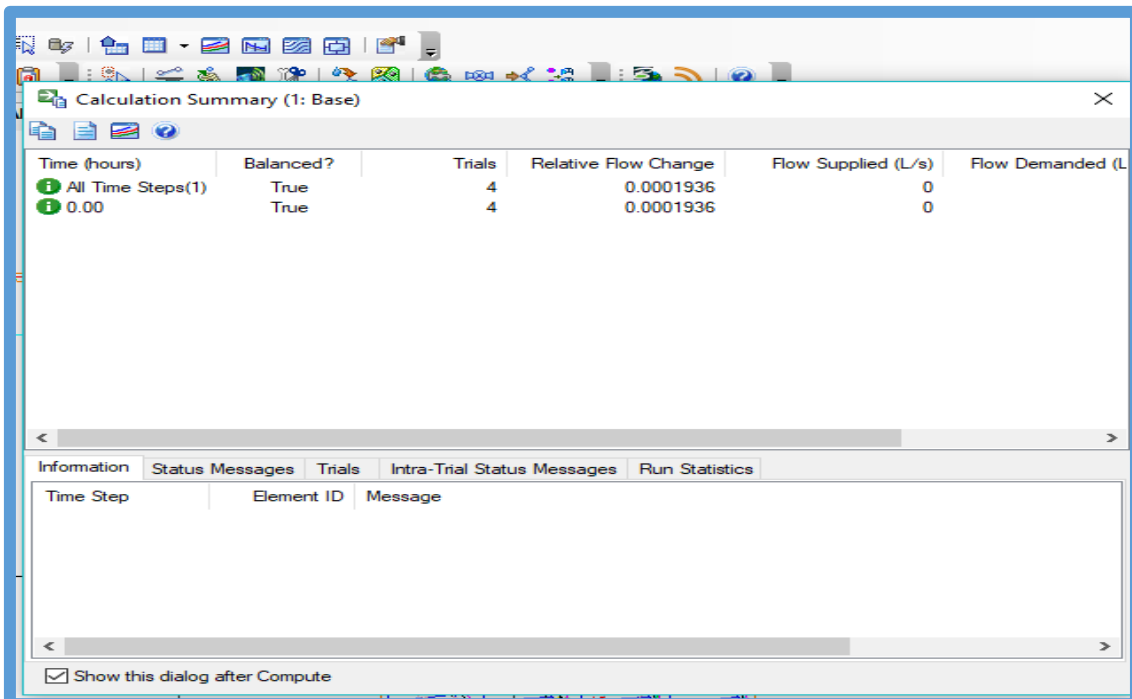 Calculation Summary (1: Base)
Time (hours) Balanced? Trials Relative Flow Change Flow Supplied (L/s) Flow Demanded (L
All Time Steps(1) True 4 0.0001936 0
0.00 True 4 0.0001936 0
Information Status Messages Trials Intra-Trial Status Messages Run Statistics
Time Step Element ID Message
Show this dialog after Compute